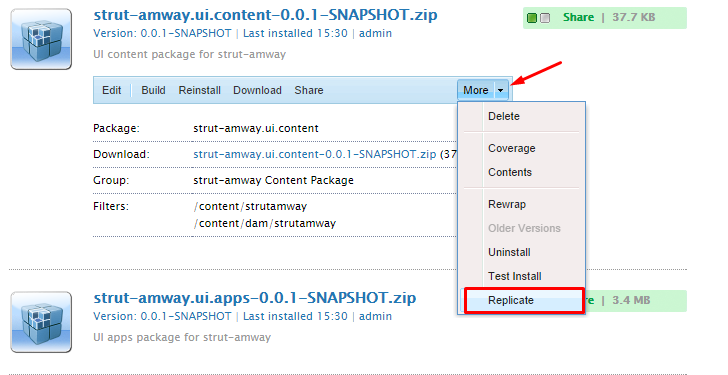 strut-amway.ui.content-0.0.1-SNAPSHOT.zip
Share | 37.7 KB
Version: 0.0.1-SNAPSHOT | Last installed 15:30 | admin
UI content package for strut-amway
Edit Build Reinstall Download Share More
Delete
Package: strut-amway.ui.content
Coverage
Download: strut-amway.ui.content-0.0.1-SNAPSHOT.zip (37
Contents
Group: strut-amway Content Package
Filters: /content/strutamway
/content/dam/strutamway
Rewrap
Older Versions
Uninstall
Test Install
Replicate
strut-amway.ui.apps-0.0.1-SNAPSHOT.zip
| 3.4 MB
Version: 0.0.1-SNAPSHOT | Last installed 15:30 | admin
UI apps package for strut-amway